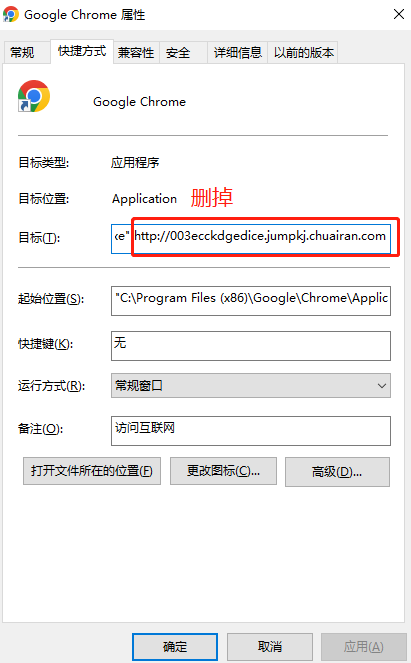 Google Chrome 属性
常规 快捷方式 兼容性 安全 详细信息 以前的版本
Google Chrome
目标类型: 应用程序
目标位置: Application 删掉
目标(T): xe" http://003ecckdgedice.jumpkj.chuairan.com
起始位置(S): "C:\Program Files (x86)\Google\Chrome\Applic
快捷键(K): 无
运行方式(R): 常规窗口
备注(O): 访问互联网
打开文件所在的位置(F) 更改图标(C)... 高级(D)...
确定 取消 应用(A)